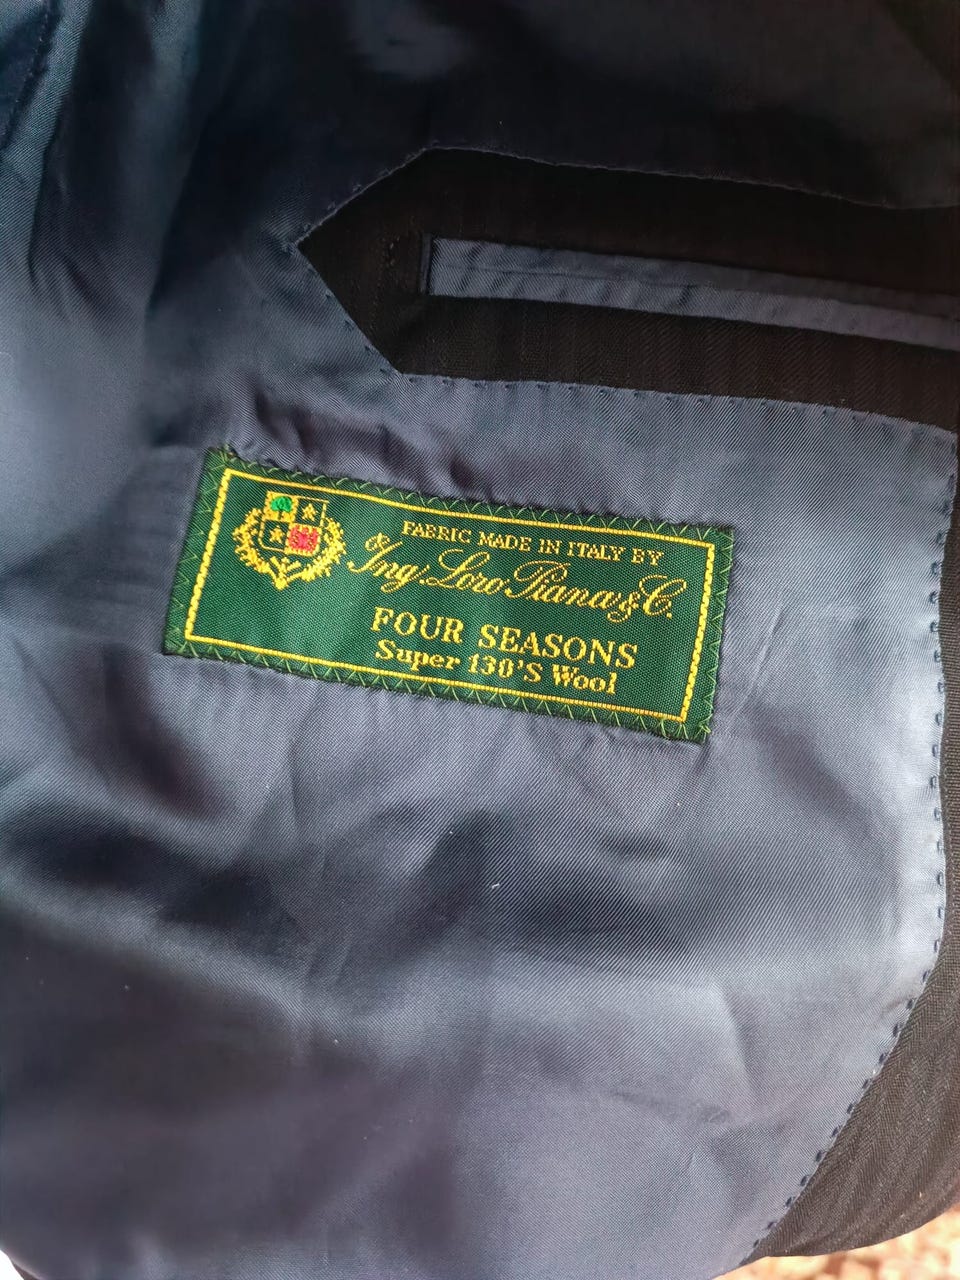 FABRIC MADE IN ITALY BY
Ing. Loro Piana & C.
FOUR SEASONS
Super 130'S Wool